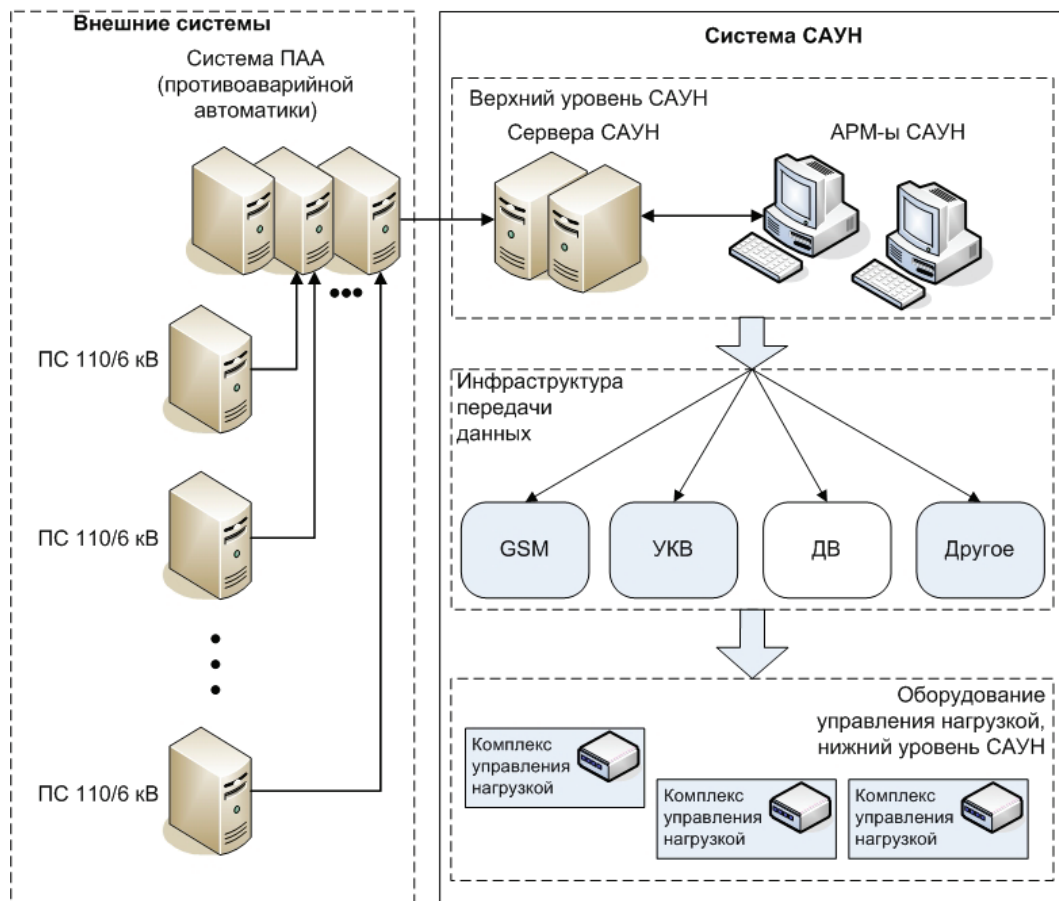 Внешние системы
Система ПАА
(противоаварийной
автоматики)
ПС 110/6 кВ
ПС 110/6 кВ
ПС 110/6 кВ
Система САУН
Верхний уровень САУН
Сервера САУН
АРМ-ы САУН
Инфраструктура
передачи
данных
GSM
УКВ
ДВ
Другое
Оборудование
управления нагрузкой,
нижний уровень САУН
Комплекс
управления
нагрузкой
Комплекс
управления
нагрузкой
Комплекс
управления
нагрузкой